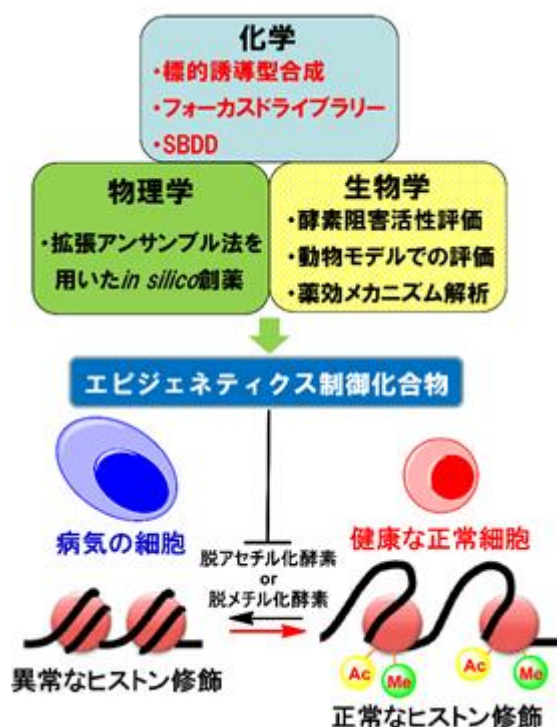 化学
・標的誘導型合成
・フォーカスドライブラリー
・SBDD
物理学
・拡張アンサンブル法を
用いたin silico創薬
生物学
・酵素阻害活性評価
・動物モデルでの評価
・薬効メカニズム解析
エピジェネティクス制御化合物
病気の細胞
健康な正常細胞
脱アセチル化酵素
or
脱メチル化酵素
Ac
Me
Ac
Me
異常なヒストン修飾
正常なヒストン修飾